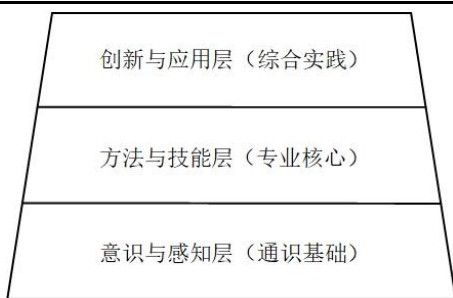 创新与应用层（综合实践）
方法与技能层（专业核心）
意识与感知层（通识基础）